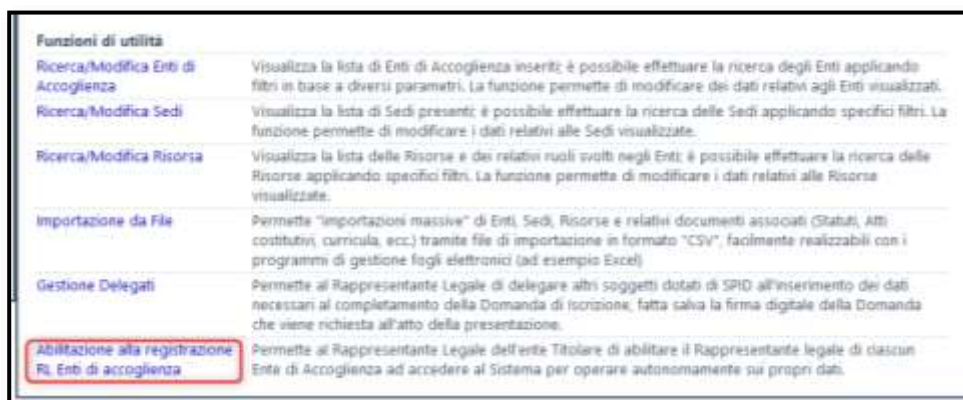 Funzioni di utilità
Ricerca/Modifica Enti di Accoglienza
Visualizza la lista di Enti di Accoglienza inseriti; è possibile effettuare la ricerca degli Enti applicando
filtri in base a diversi parametri. La funzione permette di modificare dei dati relativi agli Enti visualizzati.
Ricerca/Modifica Sedi
Visualizza la lista di Sedi presenti; è possibile effettuare la ricerca delle Sedi applicando specifici filtri. La
funzione permette di modificare i dati relativi alle Sedi visualizzate.
Ricerca/Modifica Risorsa
Visualizza la lista delle Risorse e dei relativi ruoli svolti negli Enti; è possibile effettuare la ricerca delle
Risorse applicando specifici filtri. La funzione permette di modificare i dati relativi alle Risorse
visualizzate.
Importazione da File
Permette "importazioni massive" di Enti, Sedi, Risorse e relativi documenti associati (Statuti, Atti
costitutivi, curricula, ecc.) tramite file di importazione in formato "CSV", facilmente realizzabili con i
programmi di gestione fogli elettronici (ad esempio Excel)
Gestione Delegati
Permette al Rappresentante Legale di delegare altri soggetti dotati di SPID all'inserimento dei dati
necessari al completamento della Domanda di Iscrizione, fatta salva la firma digitale della Domanda
che viene richiesta all'atto della presentazione.
Abilitazione alla registrazione
RL Enti di accoglienza
Permette al Rappresentante Legale dell'ente Titolare di abilitare il Rappresentante legale di ciascun
Ente di Accoglienza ad accedere al Sistema per operare autonomamente sui propri dati.